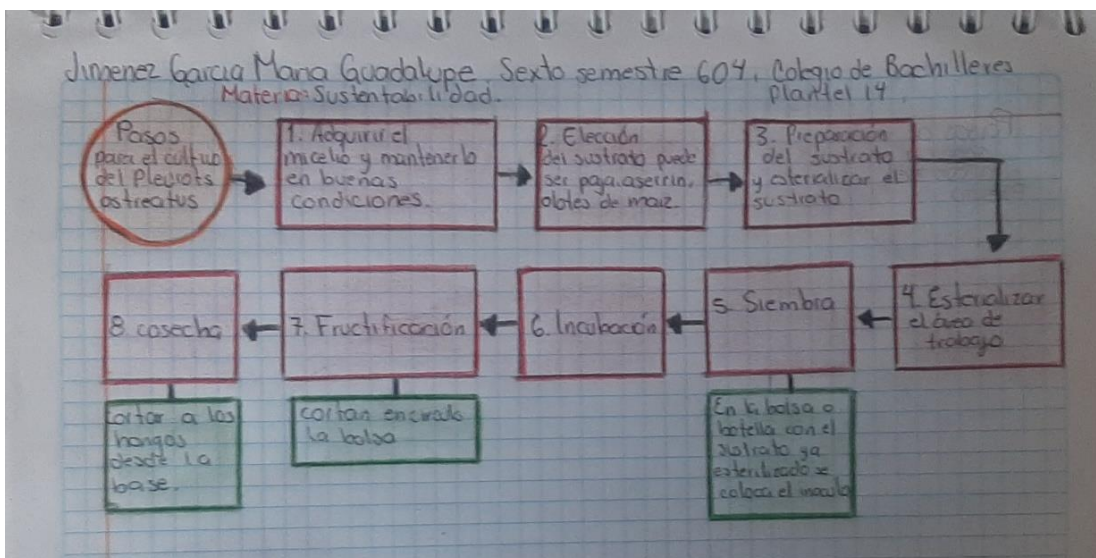 Jimenez Garcia Maria Guadalupe. Sexto semestre 604. Colegio de Bachilleres
Materia: Sustentabilidad. Plantel 14
Pasos
para el cultivo
del Pleurots
ostreatus
1. Adquirir el
micelio y mantenerlo
en buenas
condiciones.
2. Elección
del sustrato puede
ser paja, aserrin,
olotes de maiz
3. Preparación
del sustrato
y esterializar el
sustrato
4. Esterializar
el área de
trabajo
5. Siembra
6. Incubación
7. Fructificación
8. cosecha
En la bolsa o
botella con el
sustrato ya
esterilizado se
coloca el inoculo
cortan
la bolsa
Cortar a los
hongos
desde la
base.